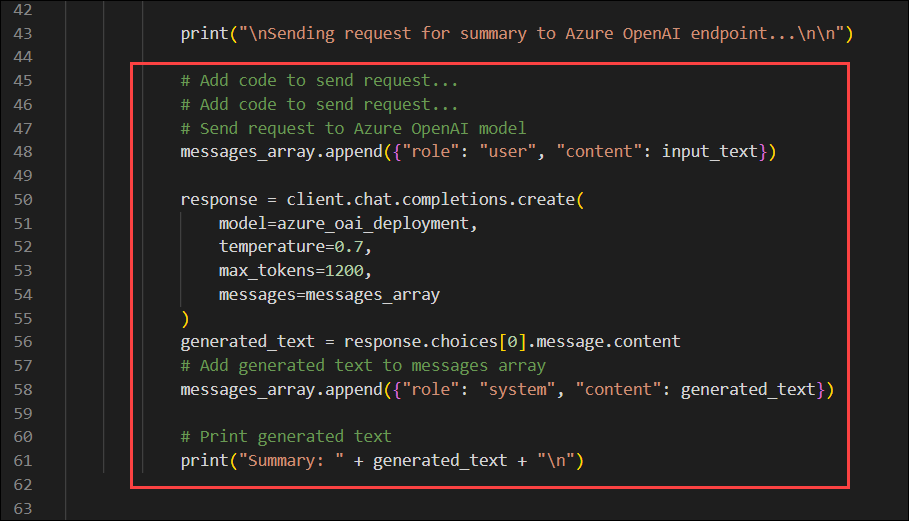 42
43 print("\nSending request for summary to Azure OpenAI endpoint...\n\n")
44
45 # Add code to send request...
46 # Add code to send request...
47 # Send request to Azure OpenAI model
48 messages_array.append({"role": "user", "content": input_text})
49
50 response = client.chat.completions.create(
51 model=azure_oai_deployment,
52 temperature=0.7,
53 max_tokens=1200,
54 messages=messages_array
55 )
56 generated_text = response.choices[0].message.content
57 # Add generated text to messages array
58 messages_array.append({"role": "system", "content": generated_text})
59
60 # Print generated text
61 print("Summary: " + generated_text + "\n")
62
63